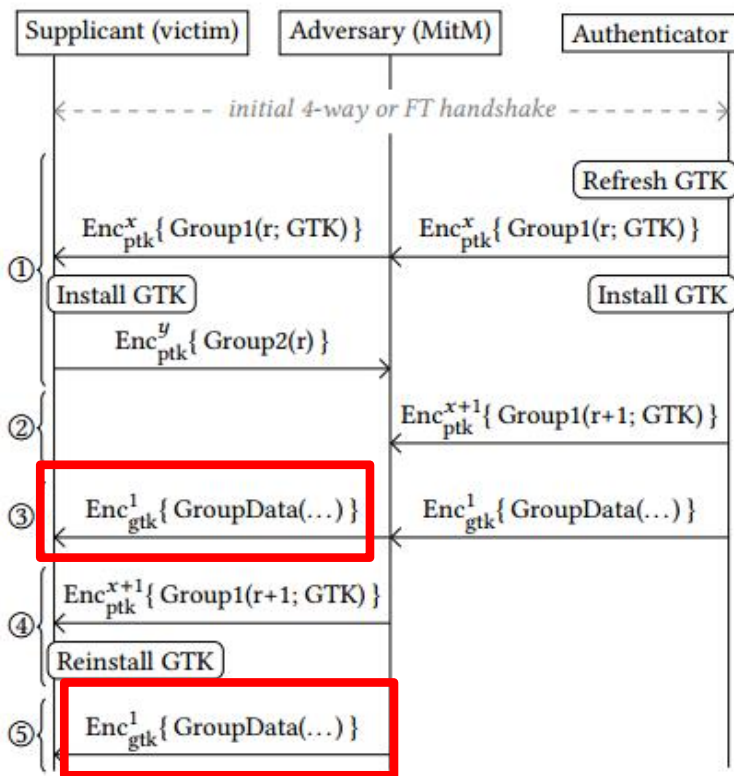 Supplicant (victim) Adversary (MitM) Authenticator
initial 4-way or FT handshake
Refresh GTK
Enc^x_ptk{ Group1(r; GTK) } Enc^x_ptk{ Group1(r; GTK) }
①
Install GTK Install GTK
Enc^y_ptk{ Group2(r) }
② Enc^x+1_ptk{ Group1(r+1; GTK) }
③ Enc^1_gtk{ GroupData(…) } Enc^1_gtk{ GroupData(…) }
Enc^x+1_ptk{ Group1(r+1; GTK) }
④
Reinstall GTK
⑤ Enc^1_gtk{ GroupData(…) }